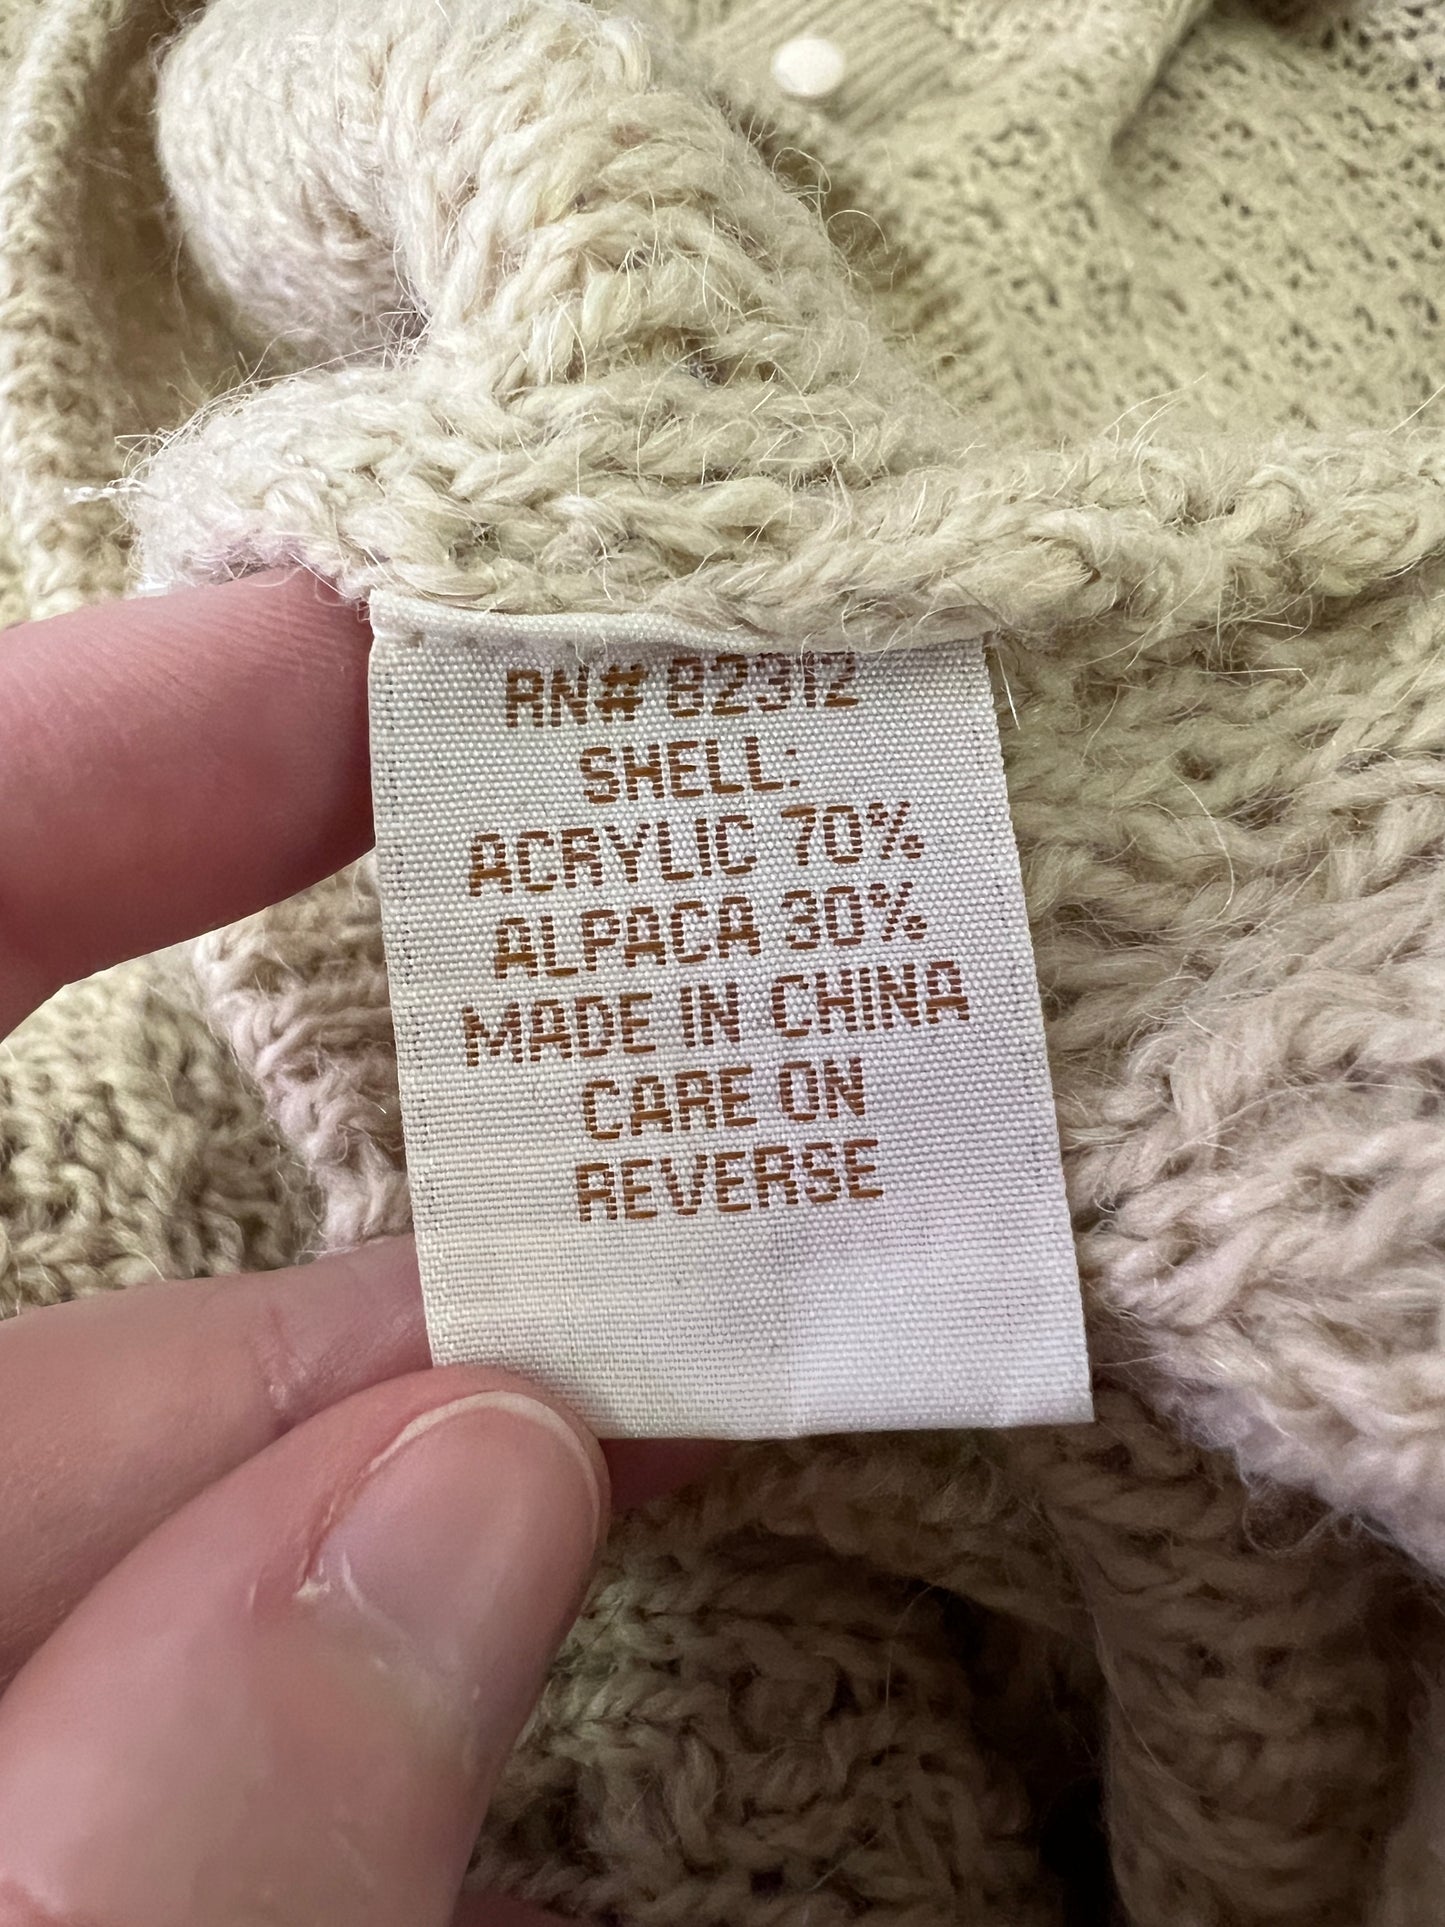 RN# 82312
SHELL:
ACRYLIC 70%
ALPACA 30%
MADE IN CHINA
CARE ON
REVERSE